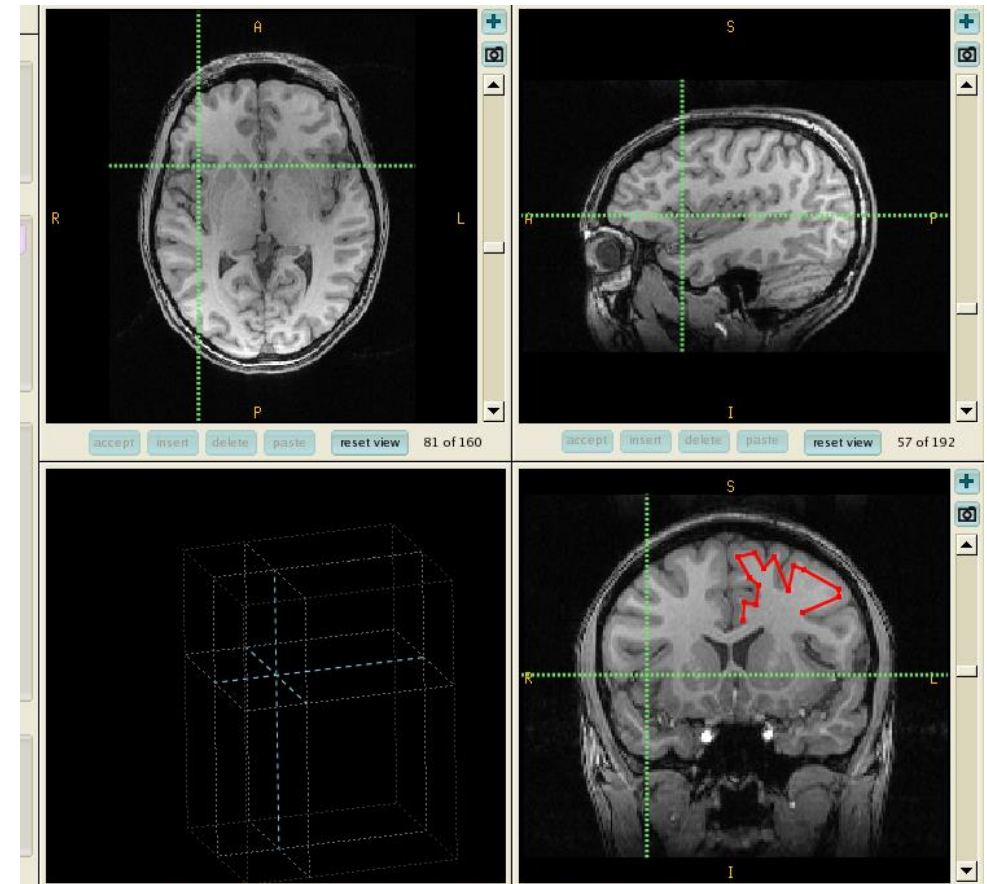 A
R
L
P
accept insert delete paste reset view 81 of 160
S
A
P
I
accept insert delete paste reset view 57 of 192
S
R
L
I